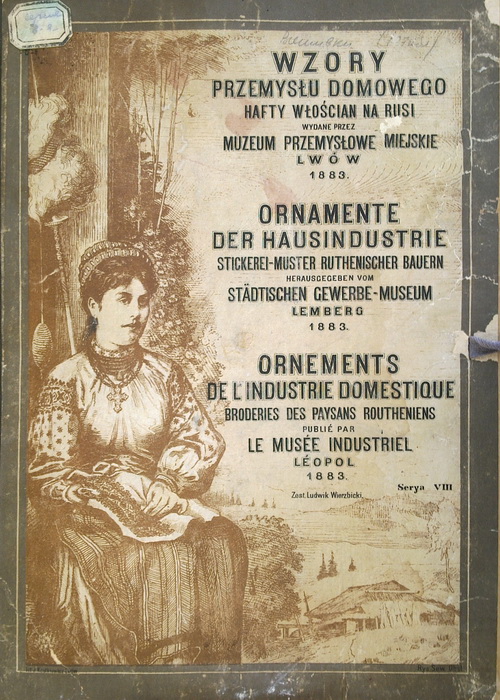 WZORY
PRZEMYSŁU DOMOWEGO
HAFTY WŁOŚCIAN NA RUSI
WYDANE PRZEZ
MUZEUM PRZEMYSŁOWE MIEJSKIE
LWÓW
1883.
ORNAMENTE
DER HAUSINDUSTRIE
STICKEREI-MUSTER RUTHENISCHER BAUERN
HERAUSGEGEBEN VOM
STÄDTISCHEN GEWERBE-MUSEUM
LEMBERG
1883.
ORNEMENTS
DE L'INDUSTRIE DOMESTIQUE
BRODERIES DES PAYSANS ROUTHENIENS
PUBLIÉ PAR
LE MUSÉE INDUSTRIEL
LÉOPOL
1883.
Serya VIII
Zest. Ludwik Wierzbicki.